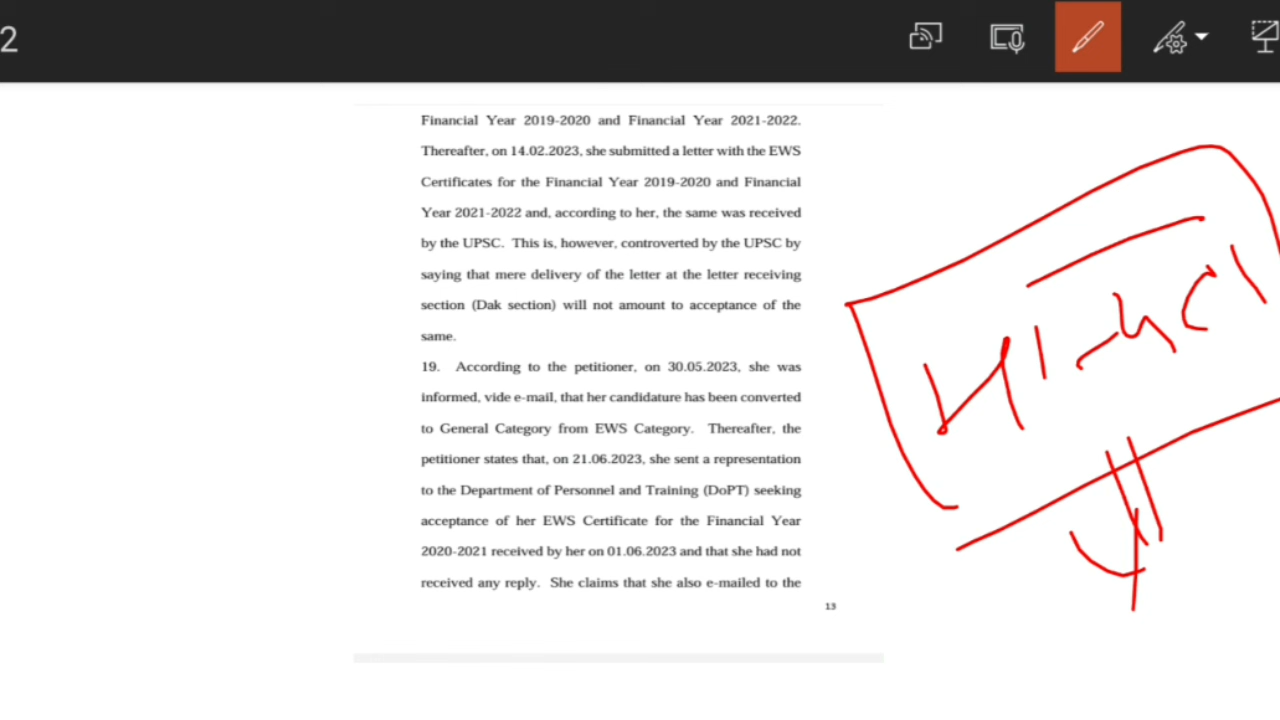 2
Financial Year 2019-2020 and Financial Year 2021-2022.
Thereafter, on 14.02.2023, she submitted a letter with the EWS
Certificates for the Financial Year 2019-2020 and Financial
Year 2021-2022 and, according to her, the same was received
by the UPSC. This is, however, controverted by the UPSC by
saying that mere delivery of the letter at the letter receiving
section (Dak section) will not amount to acceptance of the
same.
19. According to the petitioner, on 30.05.2023, she was
informed, vide e-mail, that her candidature has been converted
to General Category from EWS Category. Thereafter, the
petitioner states that, on 21.06.2023, she sent a representation
to the Department of Personnel and Training (DoPT) seeking
acceptance of her EWS Certificate for the Financial Year
2020-2021 received by her on 01.06.2023 and that she had not
received any reply. She claims that she also e-mailed to the
13